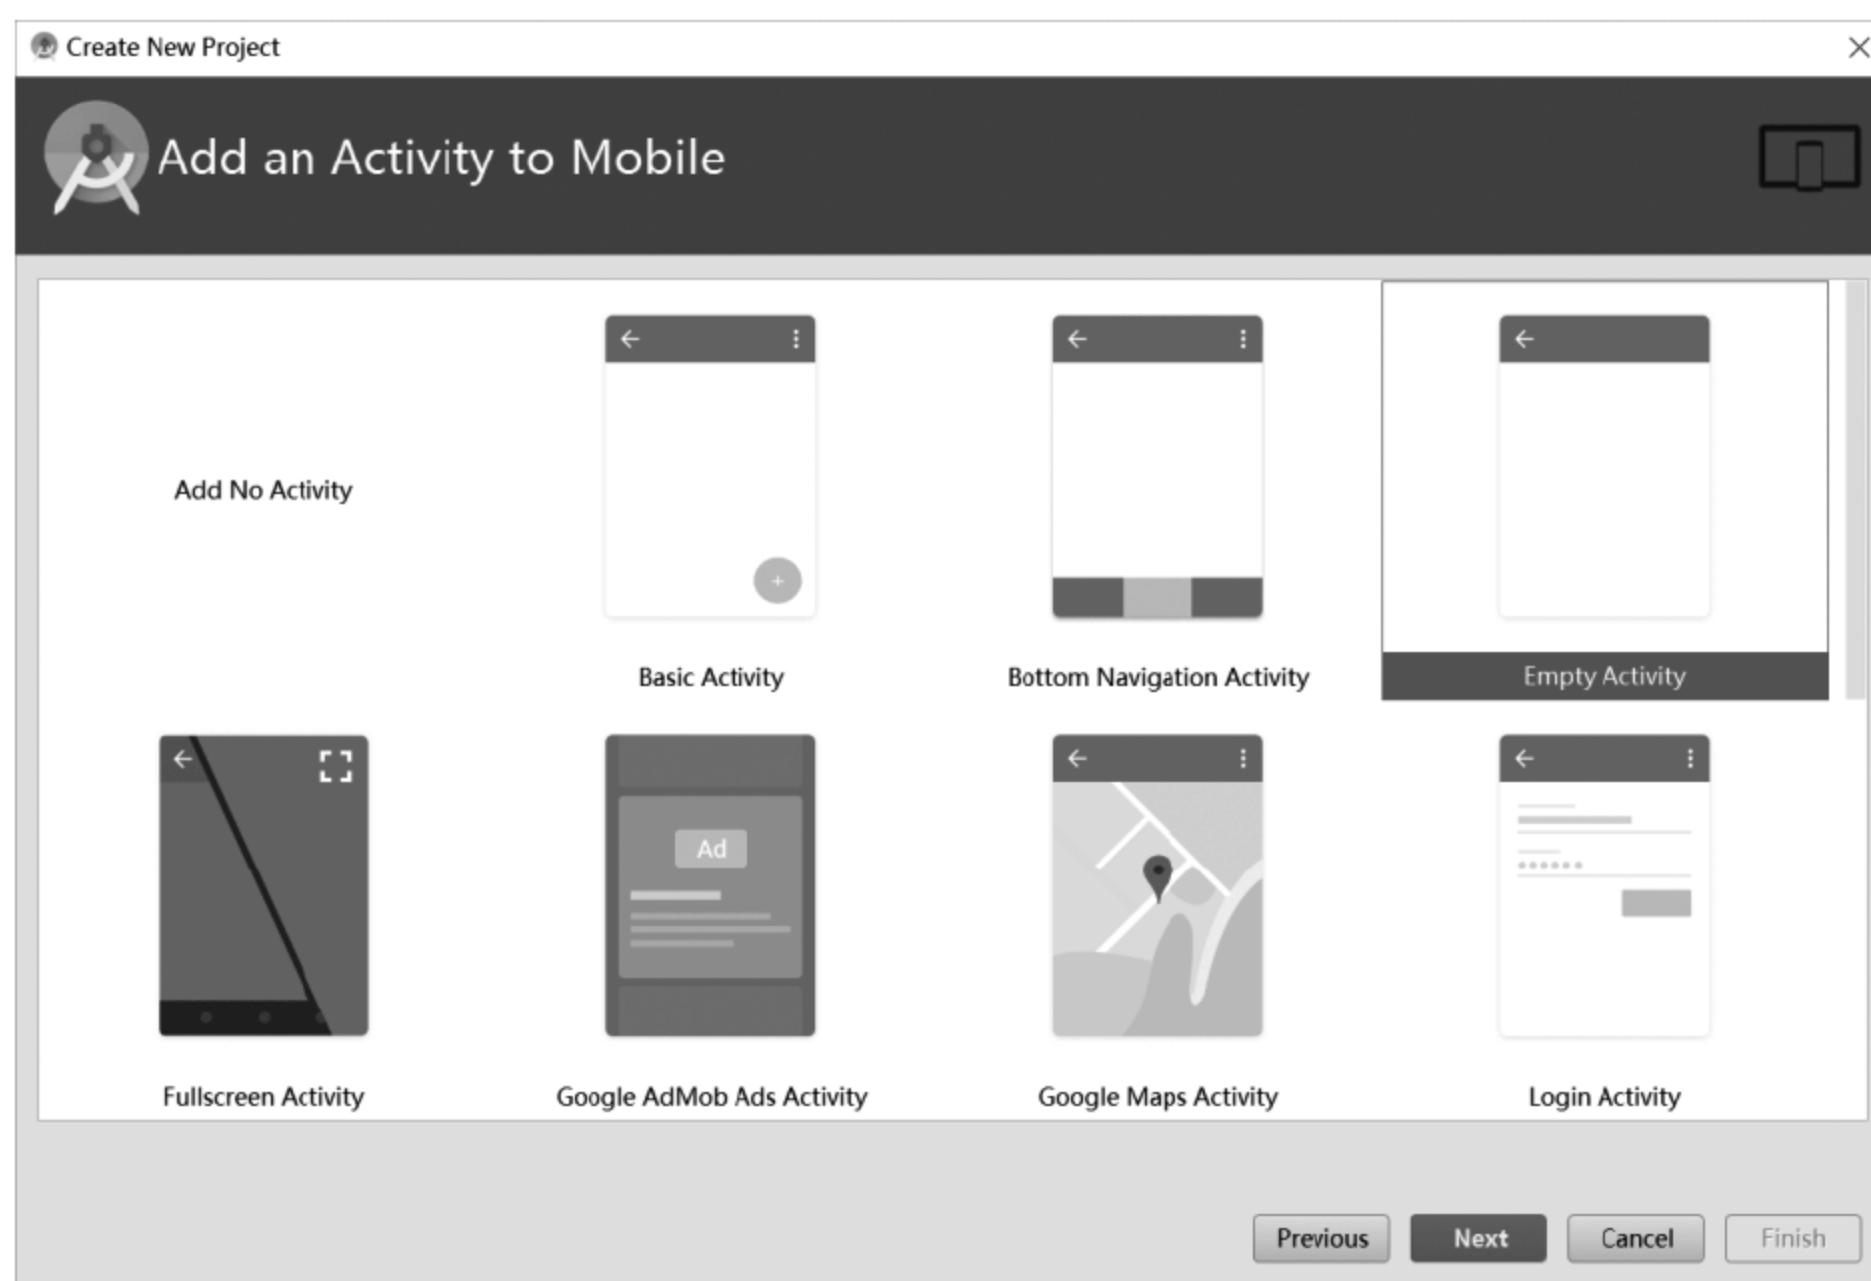 Create New Project
Add an Activity to Mobile
Add No Activity
Basic Activity
Bottom Navigation Activity
Empty Activity
Ad
Fullscreen Activity
Google AdMob Ads Activity
Google Maps Activity
Login Activity
Previous
Next
Cancel
Finish